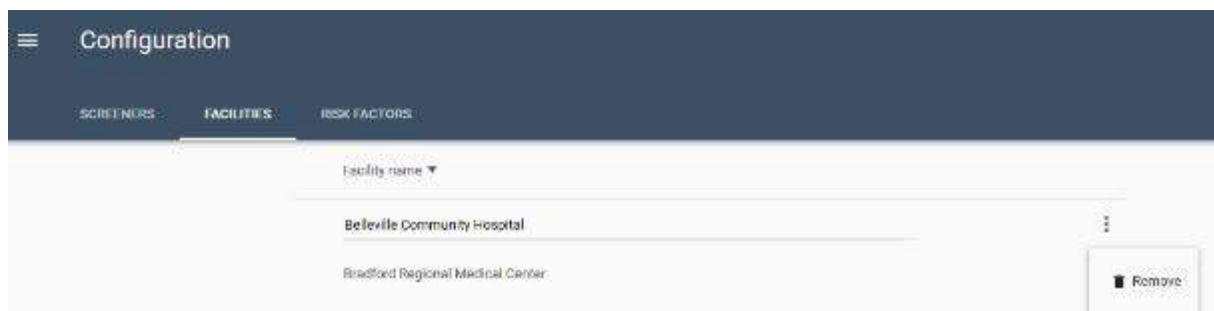 Configuration
SCREENERS FACILITIES RISK FACTORS
Facility name
Belleville Community Hospital
Bradford Regional Medical Center
Remove